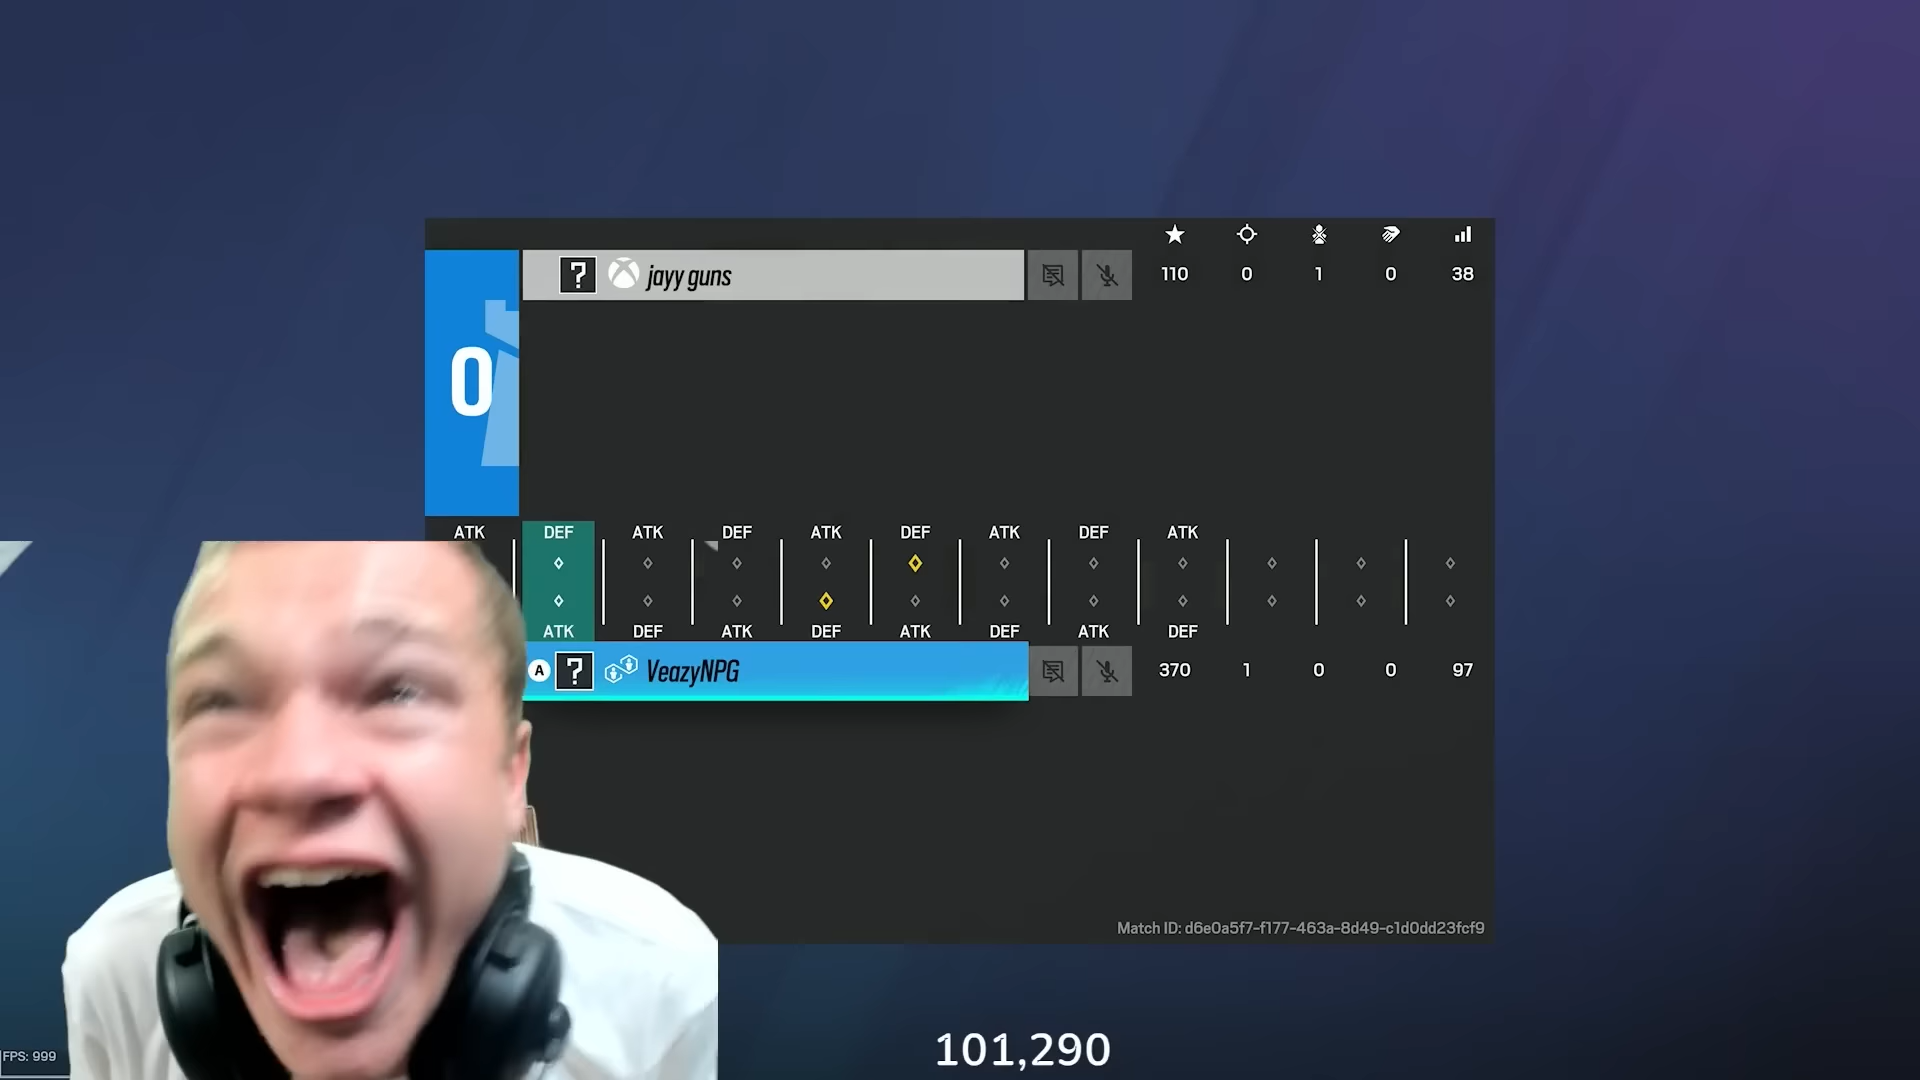 ? jayy guns 110 0 1 0 38
0
ATK DEF ATK DEF ATK DEF ATK DEF ATK
ATK DEF ATK DEF ATK DEF ATK DEF
A ? VeazyNPG 370 1 0 0 97
Match ID: d6e0a5f7-f177-463a-8d49-c1d0dd23fcf9
101,290
FPS: 999